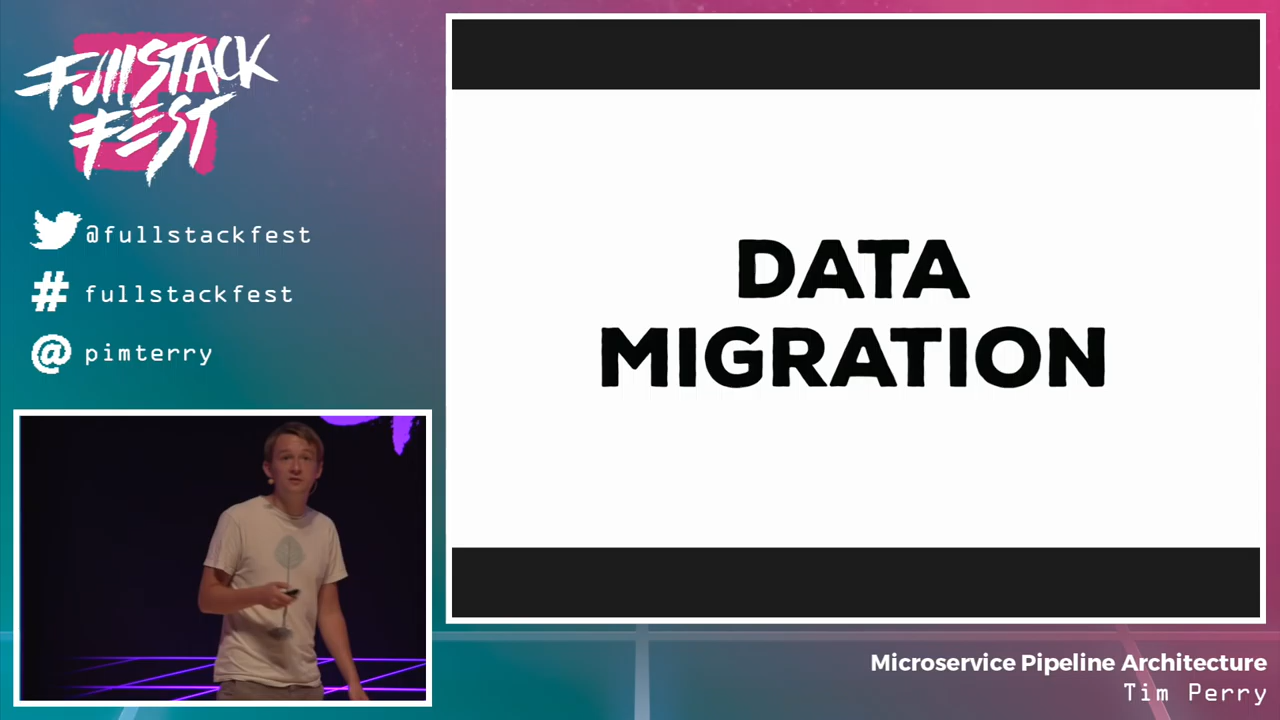 FullStack
Fest
@fullstackfest
# fullstackfest
@ pimterry
DATA
MIGRATION
Microservice Pipeline Architecture
Tim Perry